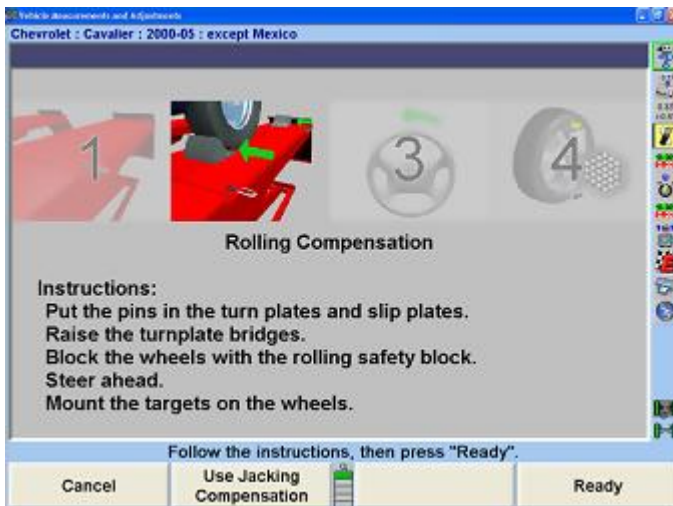 Vehicle Measurements and Adjustments
Chevrolet : Cavalier : 2000-05 : except Mexico
1
3
4
Rolling Compensation
Instructions:
Put the pins in the turn plates and slip plates.
Raise the turnplate bridges.
Block the wheels with the rolling safety block.
Steer ahead.
Mount the targets on the wheels.
Follow the instructions, then press "Ready".
Cancel
Use Jacking
Compensation
Ready